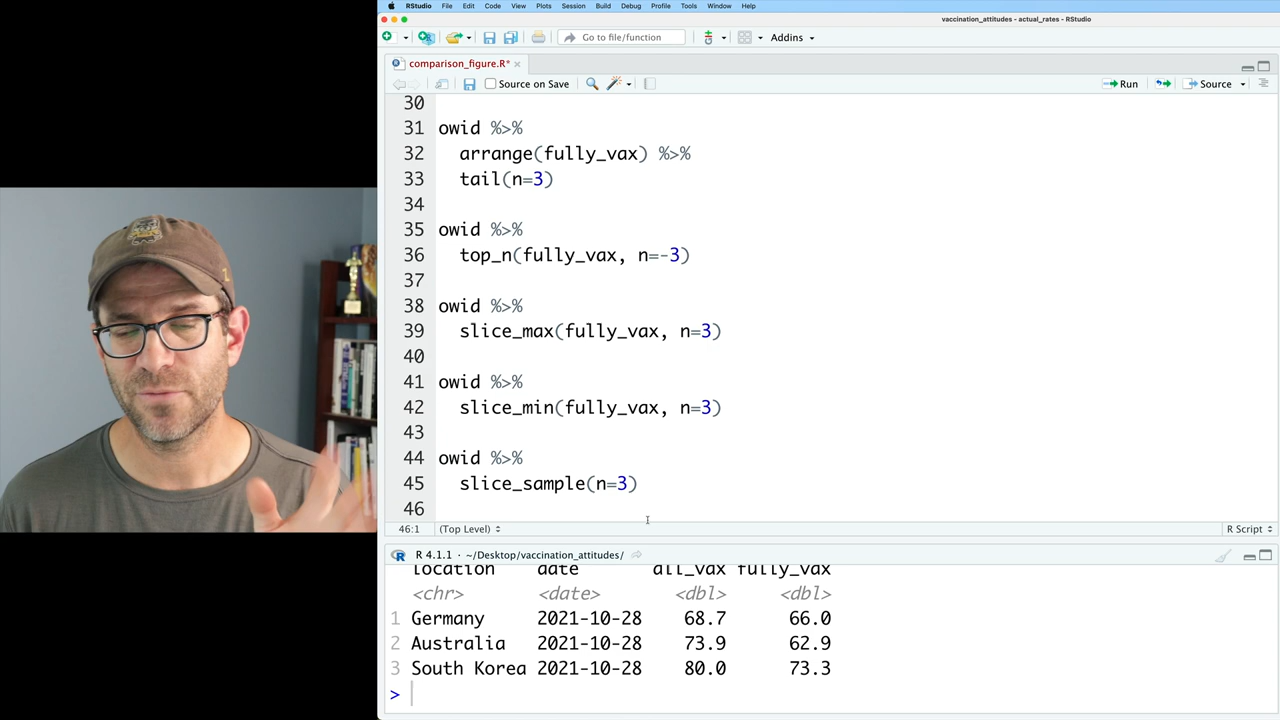 RStudio File Edit Code View Plots Session Build Debug Profile Tools Window Help
vaccination_attitudes - actual_rates - RStudio
Go to file/function Addins
comparison_figure.R*
Source on Save Run Source
30
31 owid %>%
32 arrange(fully_vax) %>%
33 tail(n=3)
34
35 owid %>%
36 top_n(fully_vax, n=-3)
37
38 owid %>%
39 slice_max(fully_vax, n=3)
40
41 owid %>%
42 slice_min(fully_vax, n=3)
43
44 owid %>%
45 slice_sample(n=3)
46
46:1 (Top Level) R Script
R 4.1.1 · ~/Desktop/vaccination_attitudes/
location date all_vax fully_vax
<chr> <date> <dbl> <dbl>
1 Germany 2021-10-28 68.7 66.0
2 Australia 2021-10-28 73.9 62.9
3 South Korea 2021-10-28 80.0 73.3
>